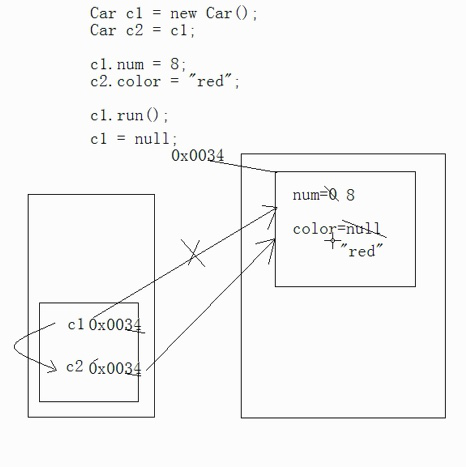 Car c1 = new Car();
Car c2 = c1;
c1.num = 8;
c2.color = "red";
c1.run();
c1 = null;
0x0034
num=0 8
color=null
"red"
c1 0x0034
c2 0x0034